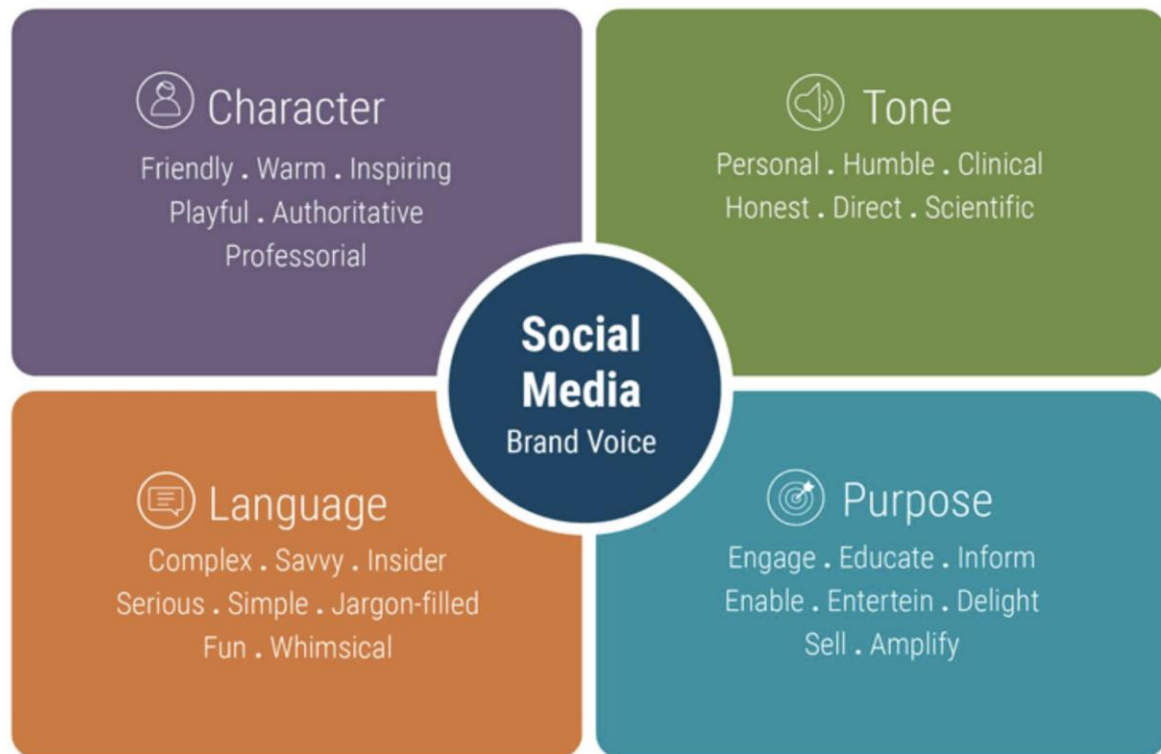 Character
Friendly . Warm . Inspiring
Playful . Authoritative
Professorial
Tone
Personal . Humble . Clinical
Honest . Direct . Scientific
Social
Media
Brand Voice
Language
Complex . Savvy . Insider
Serious . Simple . Jargon-filled
Fun . Whimsical
Purpose
Engage . Educate . Inform
Enable . Entertein . Delight
Sell . Amplify